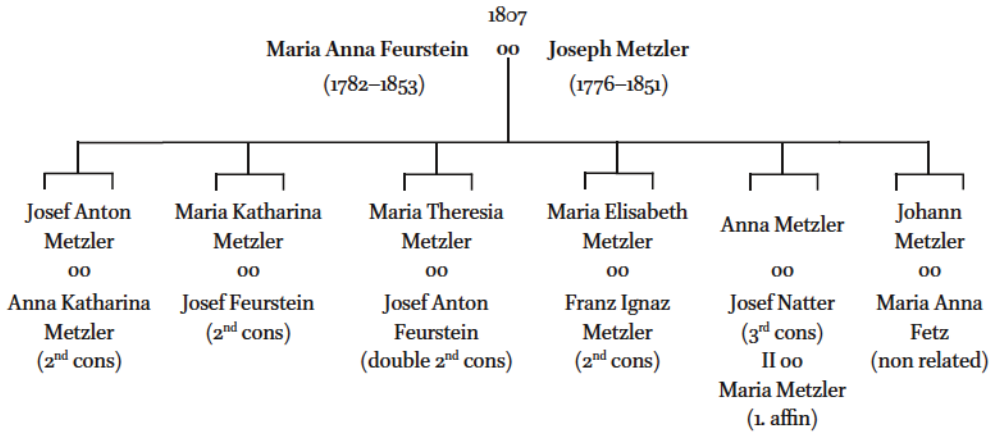 1807
Maria Anna Feurstein oo Joseph Metzler
(1782–1853) (1776–1851)
Josef Anton
Metzler
oo
Anna Katharina
Metzler
(2nd cons)
Maria Katharina
Metzler
oo
Josef Feurstein
(2nd cons)
Maria Theresia
Metzler
oo
Josef Anton
Feurstein
(double 2nd cons)
Maria Elisabeth
Metzler
oo
Franz Ignaz
Metzler
(2nd cons)
Anna Metzler
oo
Josef Natter
(3rd cons)
II oo
Maria Metzler
(1. affin)
Johann
Metzler
oo
Maria Anna
Fetz
(non related)